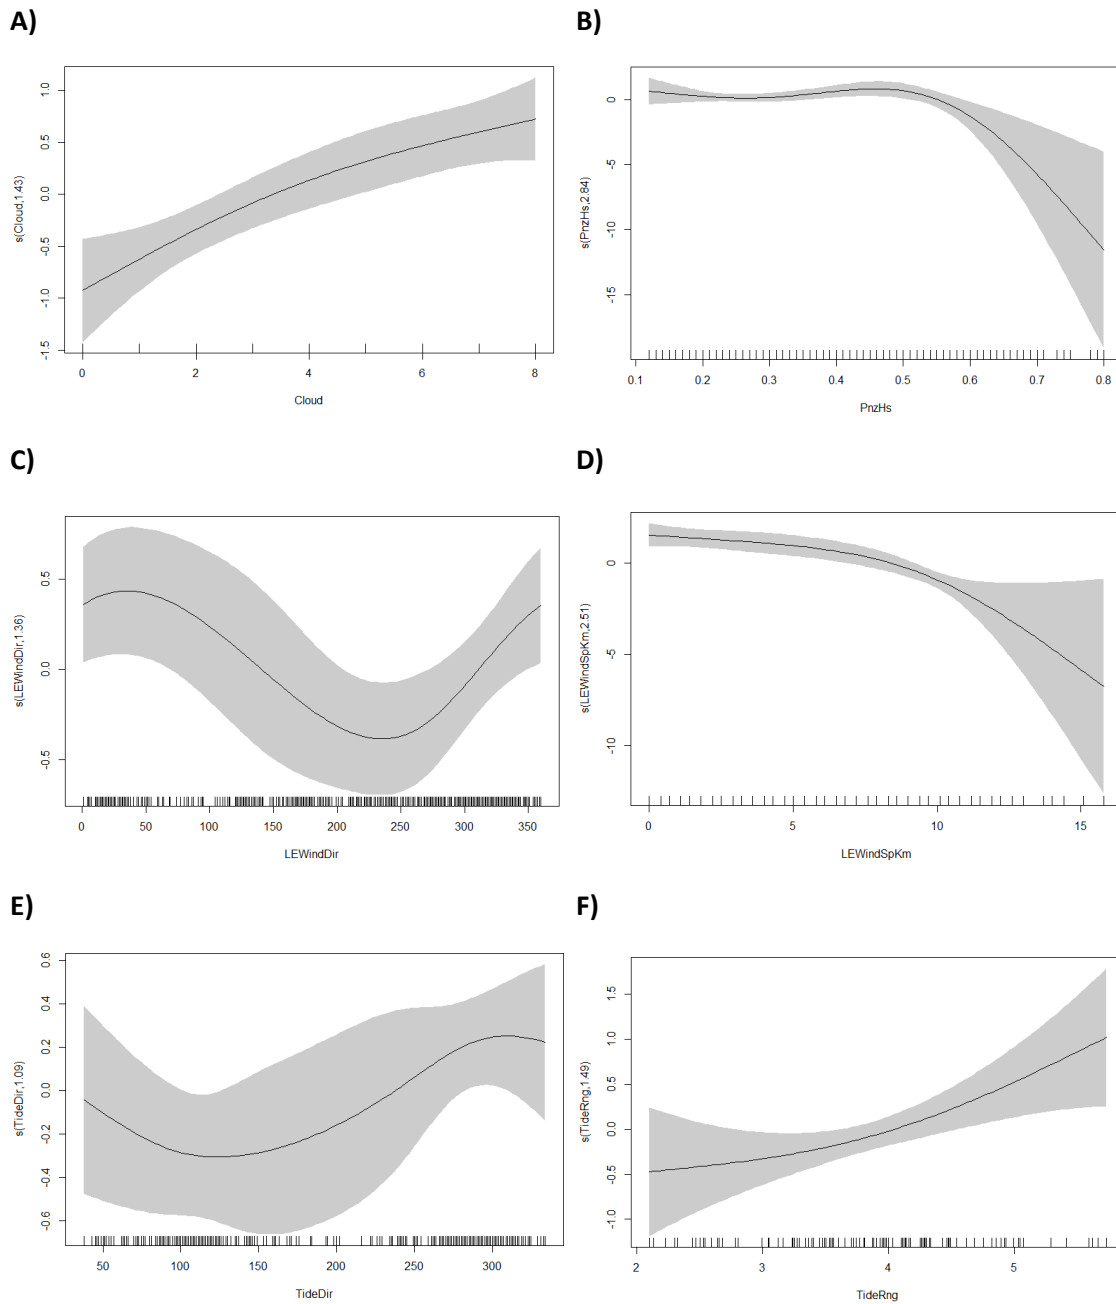 A)
B)
s(Cloud,1.43)
1.0
0.5
0.0
-0.5
-1.0
-1.5
0 2 4 6 8
Cloud
s(PnzHs,2.84)
0
-5
-10
-15
0.1 0.2 0.3 0.4 0.5 0.6 0.7 0.8
PnzHs
C)
D)
s(LEWindDir,1.36)
0.5
0.0
-0.5
0 50 100 150 200 250 300 350
LEWindDir
s(LEWindSpKm,2.51)
0
-5
-10
0 5 10 15
LEWindSpKm
E)
F)
s(TideDir,1.09)
0.6
0.4
0.2
0.0
-0.2
-0.4
-0.6
50 100 150 200 250 300
TideDir
s(TideRng,1.49)
1.5
1.0
0.5
0.0
-0.5
-1.0
2 3 4 5
TideRng